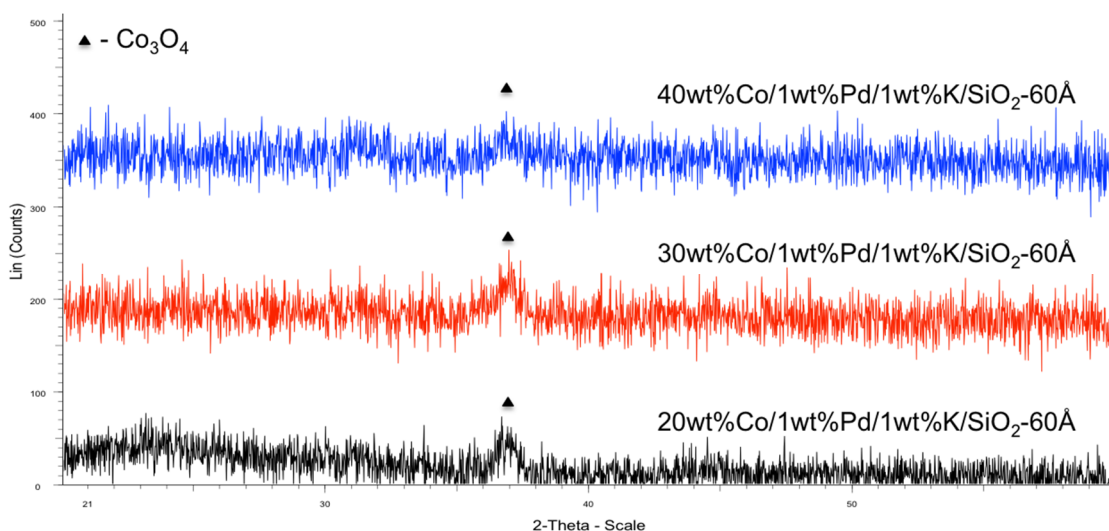 500
▲ - Co₃O₄
40wt%Co/1wt%Pd/1wt%K/SiO₂-60Å
400
300
30wt%Co/1wt%Pd/1wt%K/SiO₂-60Å
Lin (Counts)
200
100
20wt%Co/1wt%Pd/1wt%K/SiO₂-60Å
0
21 30 40 50
2-Theta - Scale